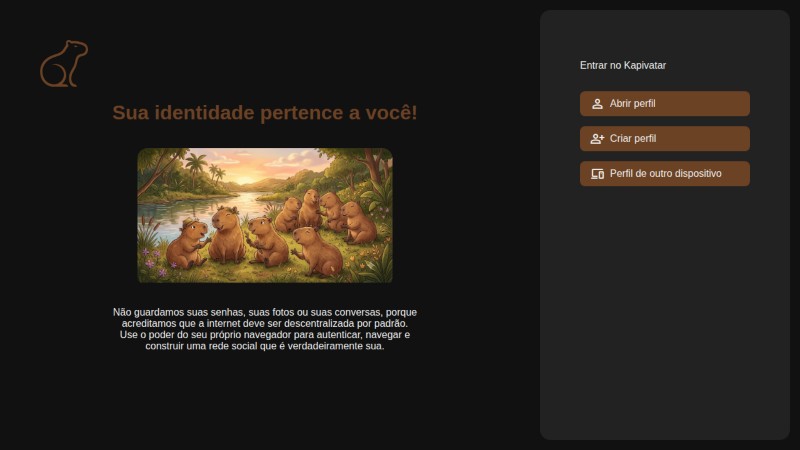 Sua identidade pertence a você!
Não guardamos suas senhas, suas fotos ou suas conversas, porque
acreditamos que a internet deve ser descentralizada por padrão.
Use o poder do seu próprio navegador para autenticar, navegar e
construir uma rede social que é verdadeiramente sua.
Entrar no Kapivatar
Abrir perfil
Criar perfil
Perfil de outro dispositivo